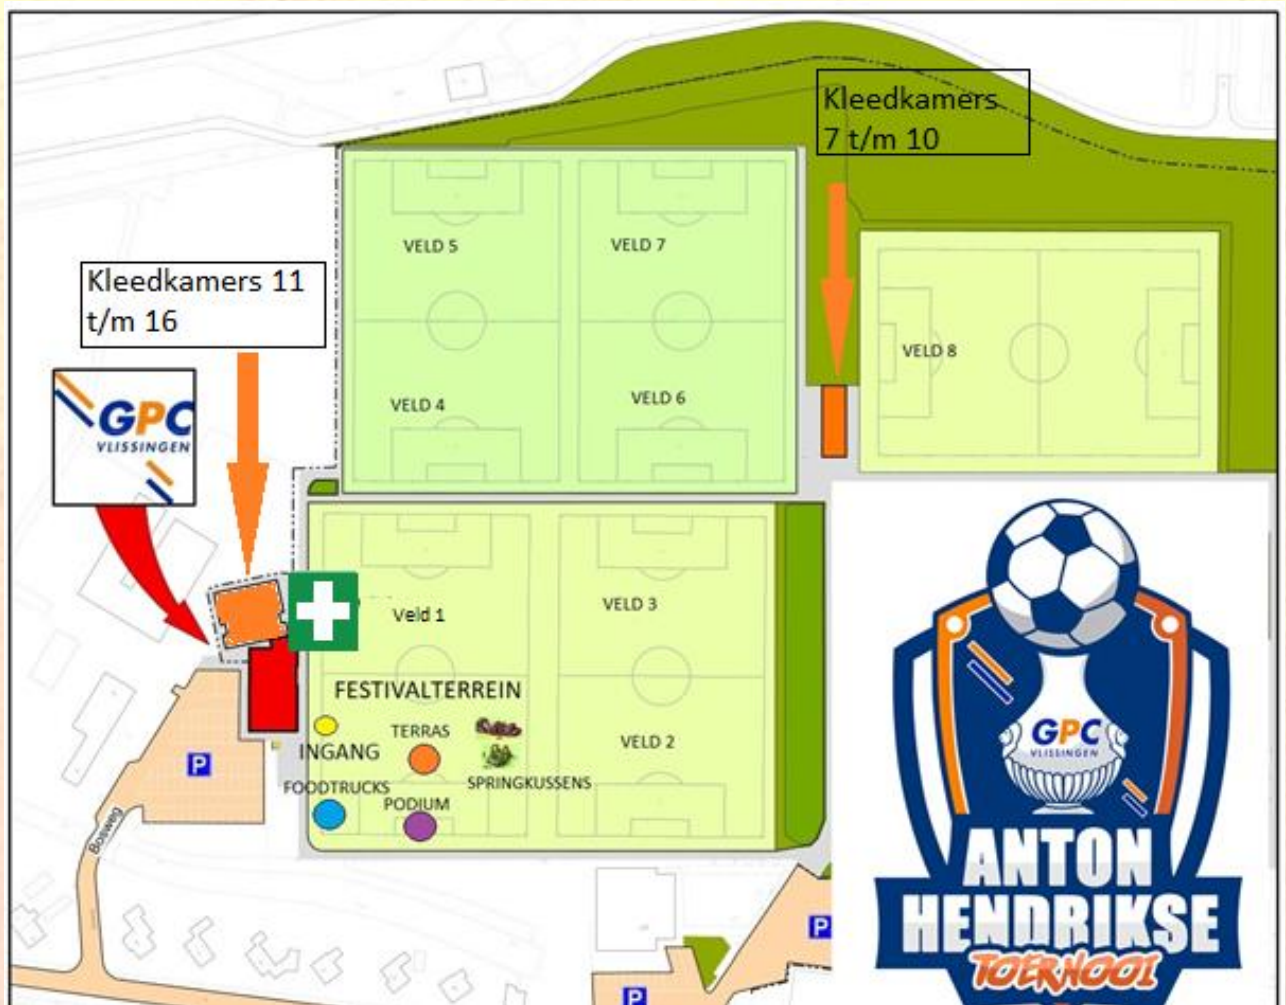 Kleedkamers
7 t/m 10
VELD 5
VELD 7
Kleedkamers 11
t/m 16
VELD 8
GPC
VLISSINGEN
VELD 4
VELD 6
Veld 1
VELD 3
FESTIVALTERREIN
INGANG
TERRAS
VELD 2
P
FOODTRUCKS
PODIUM
SPRINGKUSSENS
Bosweg
GPC
VLISSINGEN
ANTON
HENDRIKSE
TOERNOOI
P
P